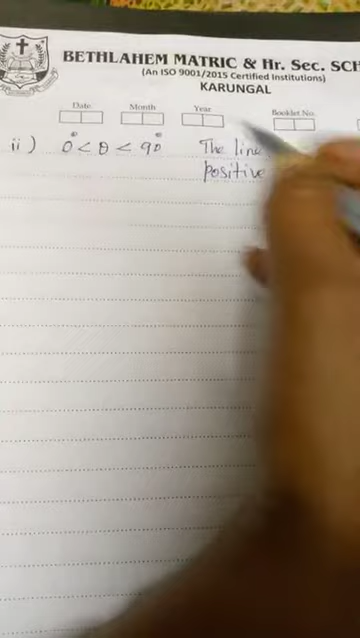 BETHLAHEM MATRIC & Hr. Sec. SCH
(An ISO 9001/2015 Certified Institutions)
KARUNGAL
Date Month Year Booklet No.
ii) 0° < θ < 90° The line
positive